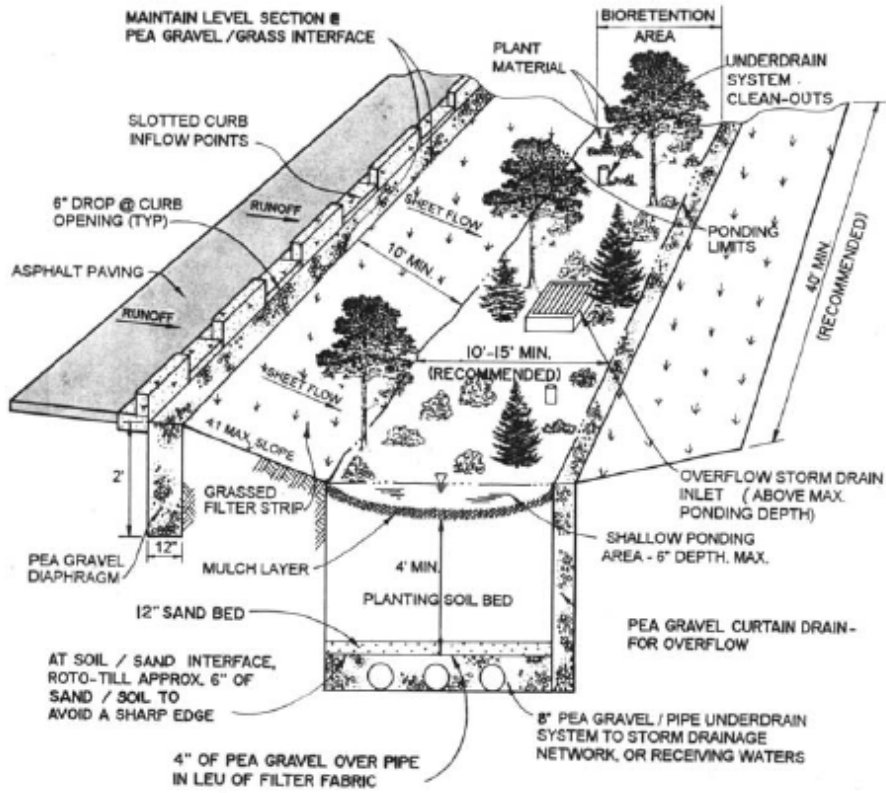 MAINTAIN LEVEL SECTION @
PEA GRAVEL/GRASS INTERFACE
BIORETENTION
AREA
PLANT
MATERIAL
UNDERDRAIN
SYSTEM -
CLEAN-OUTS
SLOTTED CURB
INFLOW POINTS
6" DROP @ CURB
OPENING (TYP)
RUNOFF
SHEET FLOW
PONDING
LIMITS
ASPHALT PAVING
10' MIN.
40' MIN.
(RECOMMENDED)
RUNOFF
10'-15' MIN.
(RECOMMENDED)
SHEET FLOW
4:1 MAX. SLOPE
2'
GRASSED
FILTER STRIP
OVERFLOW STORM DRAIN
INLET (ABOVE MAX.
PONDING DEPTH)
12"
PEA GRAVEL
DIAPHRAGM
MULCH LAYER
4' MIN.
SHALLOW PONDING
AREA - 6" DEPTH. MAX.
PLANTING SOIL BED
12" SAND BED
PEA GRAVEL CURTAIN DRAIN-
FOR OVERFLOW
AT SOIL / SAND INTERFACE,
ROTO-TILL APPROX. 6" OF
SAND / SOIL TO
AVOID A SHARP EDGE
8" PEA GRAVEL / PIPE UNDERDRAIN
SYSTEM TO STORM DRAINAGE
NETWORK, OR RECEIVING WATERS
4" OF PEA GRAVEL OVER PIPE
IN LEU OF FILTER FABRIC